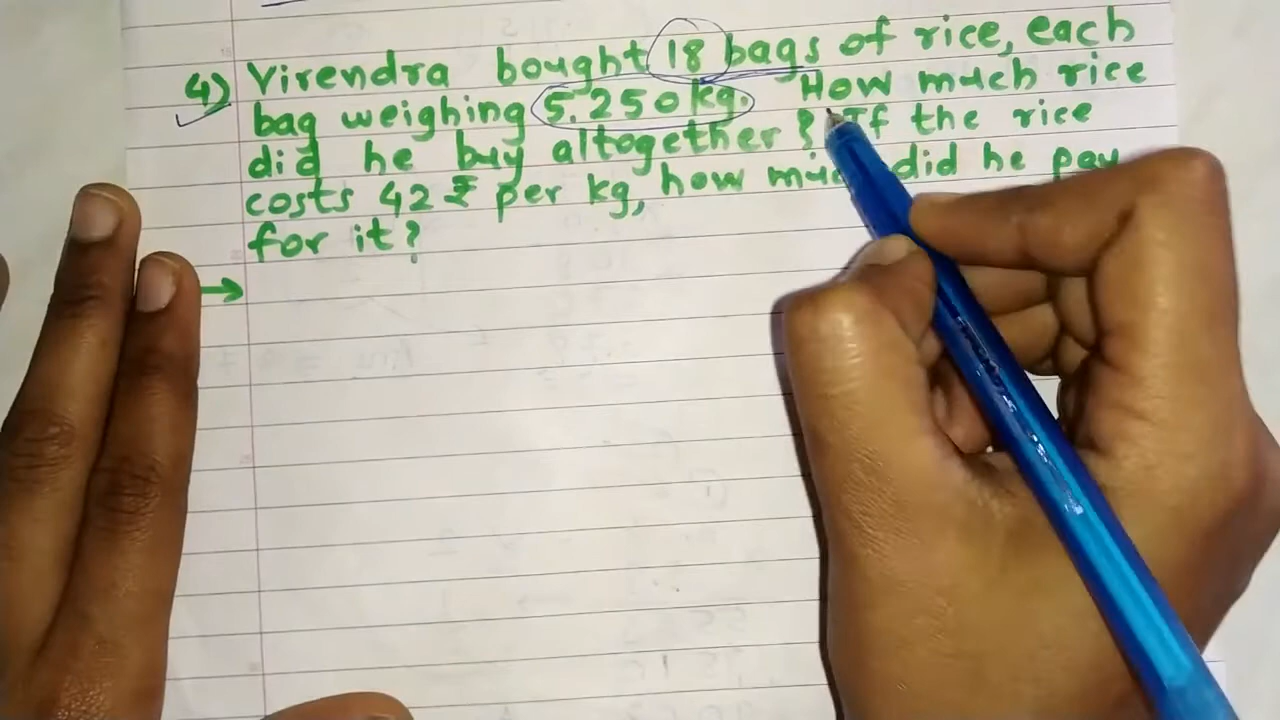 4) Virendra bought 18 bags of rice, each
bag weighing 5.250 kg. How much rice
did he buy altogether? If the rice
costs 42 ₹ per kg, how much did he pay
for it?
→